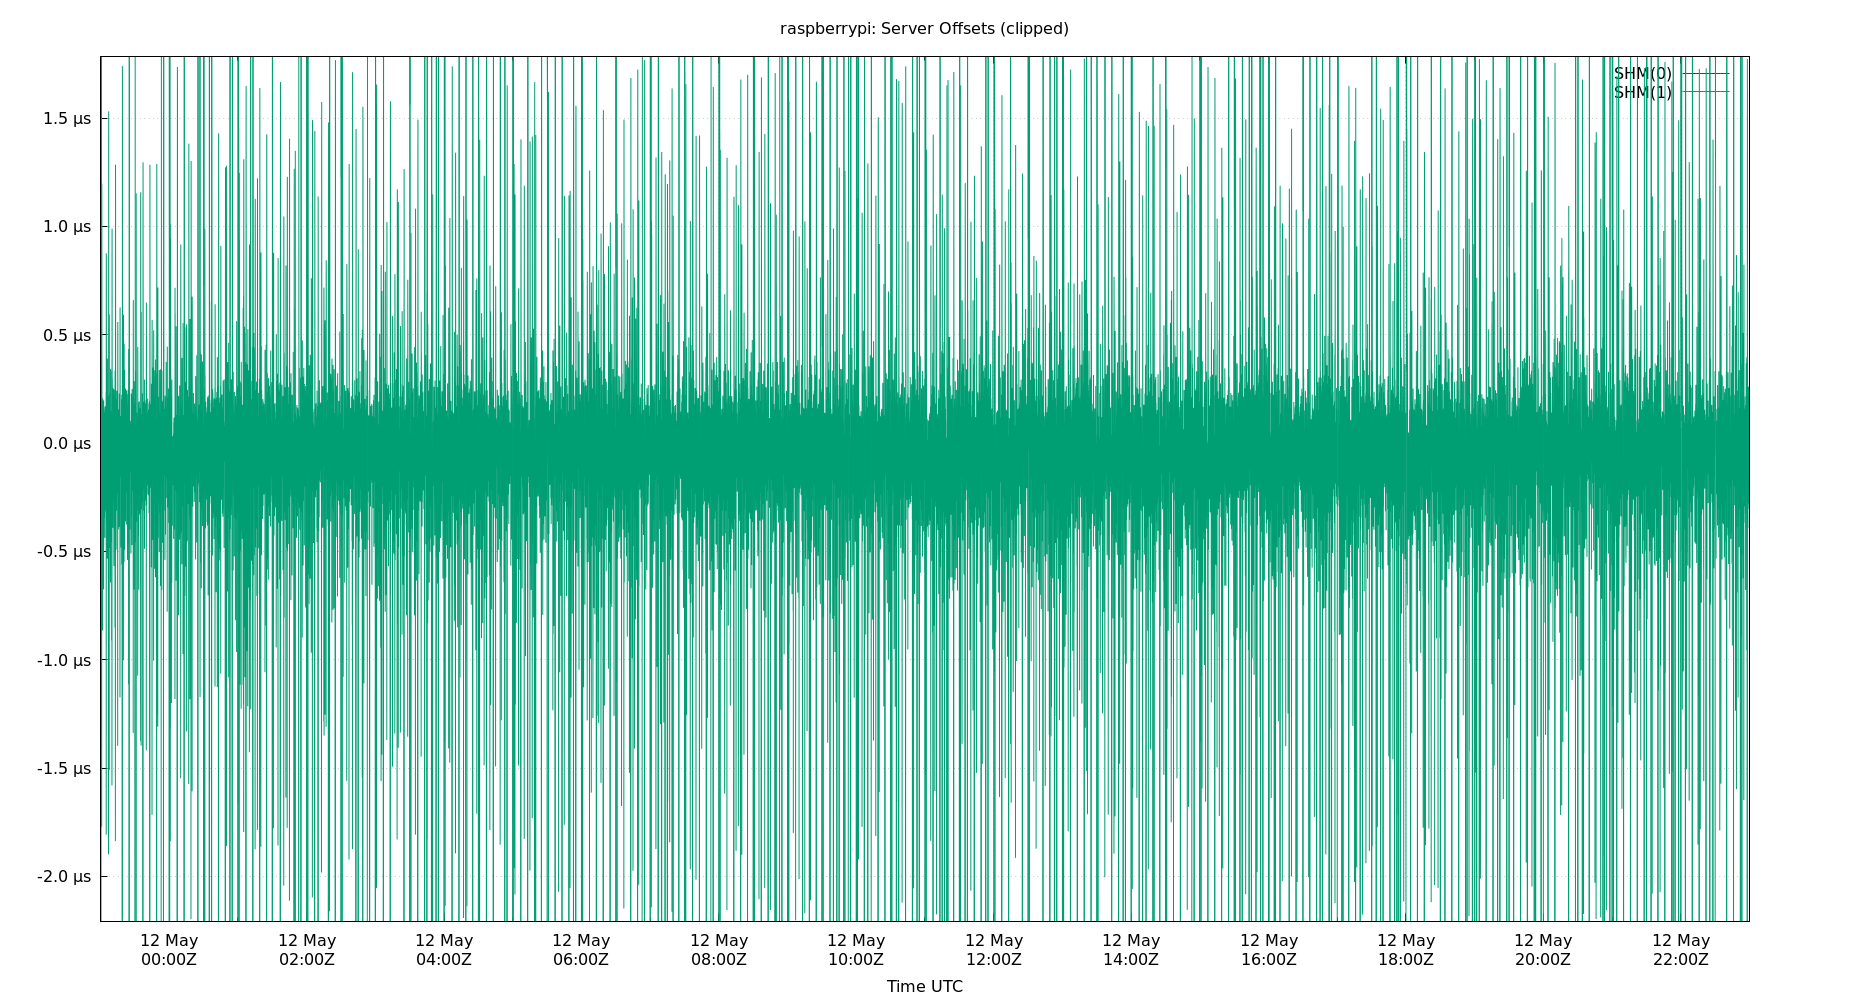 raspberrypi: Server Offsets (clipped)
SHM(0)
SHM(1)
1.5 µs
1.0 µs
0.5 µs
0.0 µs
-0.5 µs
-1.0 µs
-1.5 µs
-2.0 µs
12 May 12 May 12 May 12 May 12 May 12 May 12 May 12 May 12 May 12 May 12 May 12 May
00:00Z 02:00Z 04:00Z 06:00Z 08:00Z 10:00Z 12:00Z 14:00Z 16:00Z 18:00Z 20:00Z 22:00Z
Time UTC